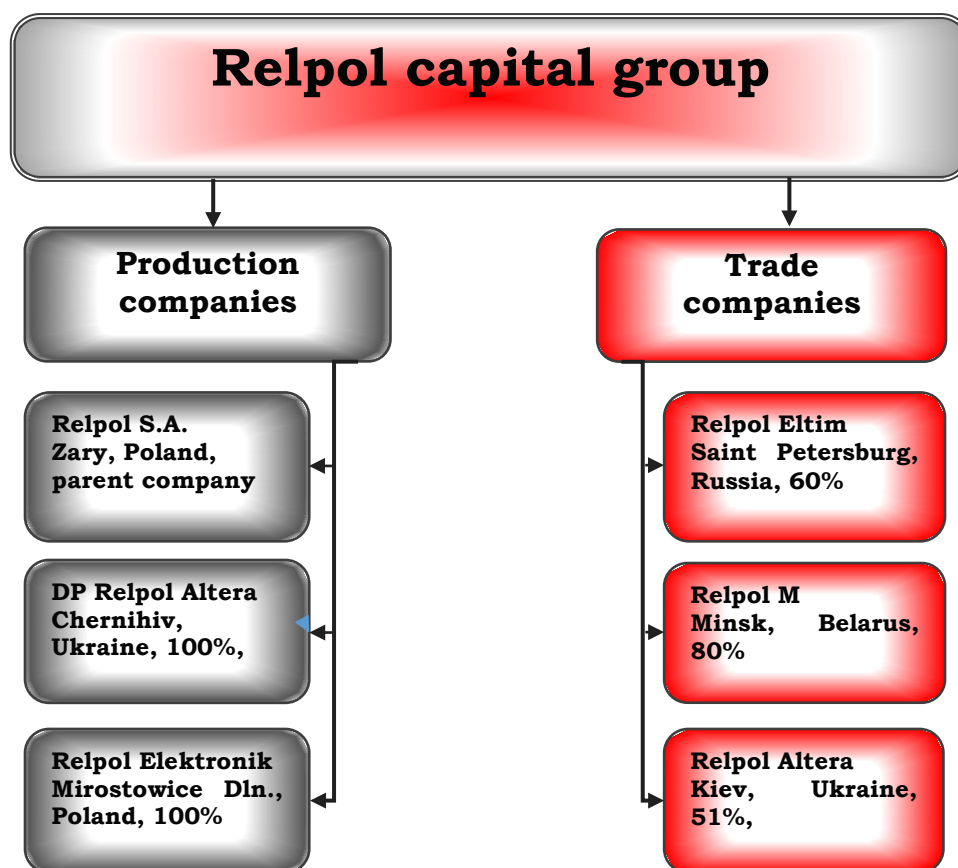 Relpol capital group
Production
companies
Trade
companies
Relpol S.A.
Zary, Poland,
parent company
DP Relpol Altera
Chernihiv,
Ukraine, 100%,
Relpol Elektronik
Mirostowice Dln.,
Poland, 100%
Relpol Eltim
Saint Petersburg,
Russia, 60%
Relpol M
Minsk, Belarus,
80%
Relpol Altera
Kiev, Ukraine,
51%,